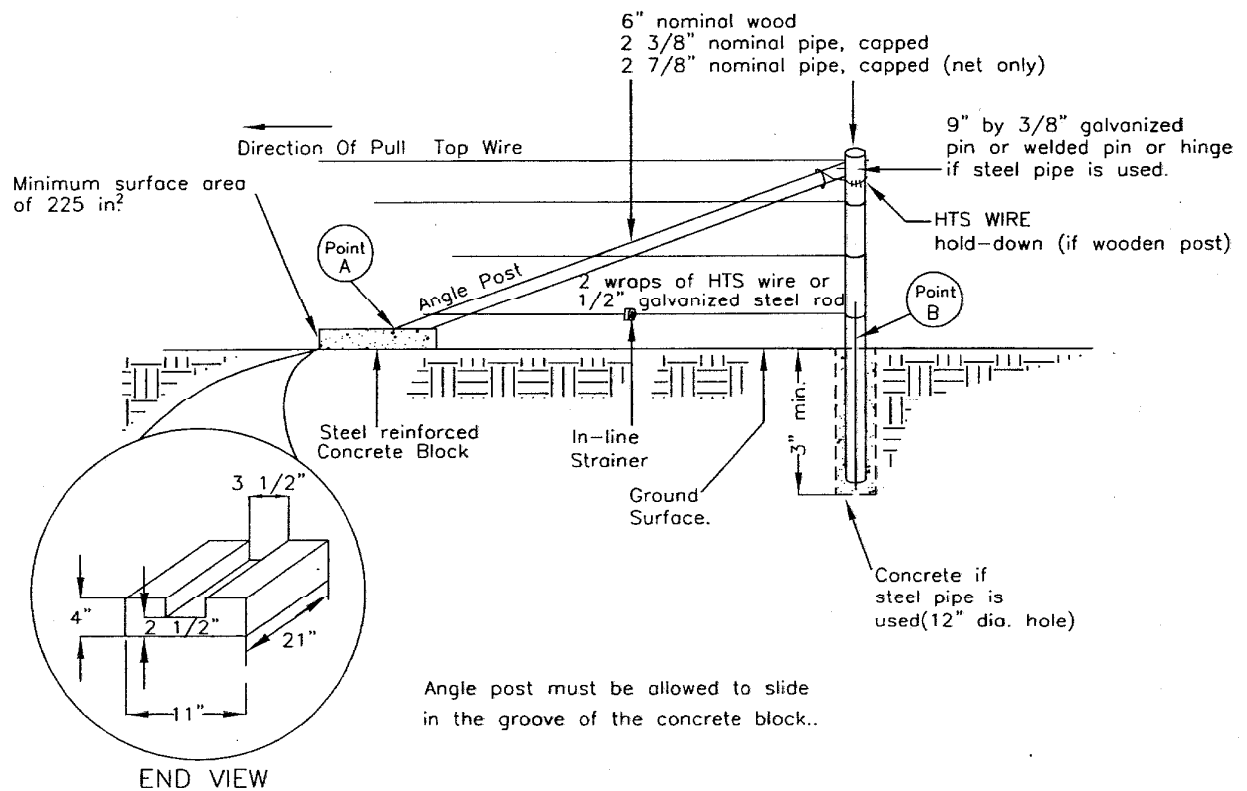 6" nominal wood
2 3/8" nominal pipe, capped
2 7/8" nominal pipe, capped (net only)
Direction Of Pull Top Wire
9" by 3/8" galvanized
pin or welded pin or hinge
if steel pipe is used.
Minimum surface area
of 225 in².
HTS WIRE
hold-down (if wooden post)
Point
A
Angle Post
2 wraps of HTS wire or
1/2" galvanized steel rod
Point
B
Steel reinforced
Concrete Block
In-line
Strainer
3" min.
Ground
Surface.
3 1/2"
4"
2 1/2"
21"
11"
Concrete if
steel pipe is
used(12" dia. hole)
Angle post must be allowed to slide
in the groove of the concrete block..
END VIEW